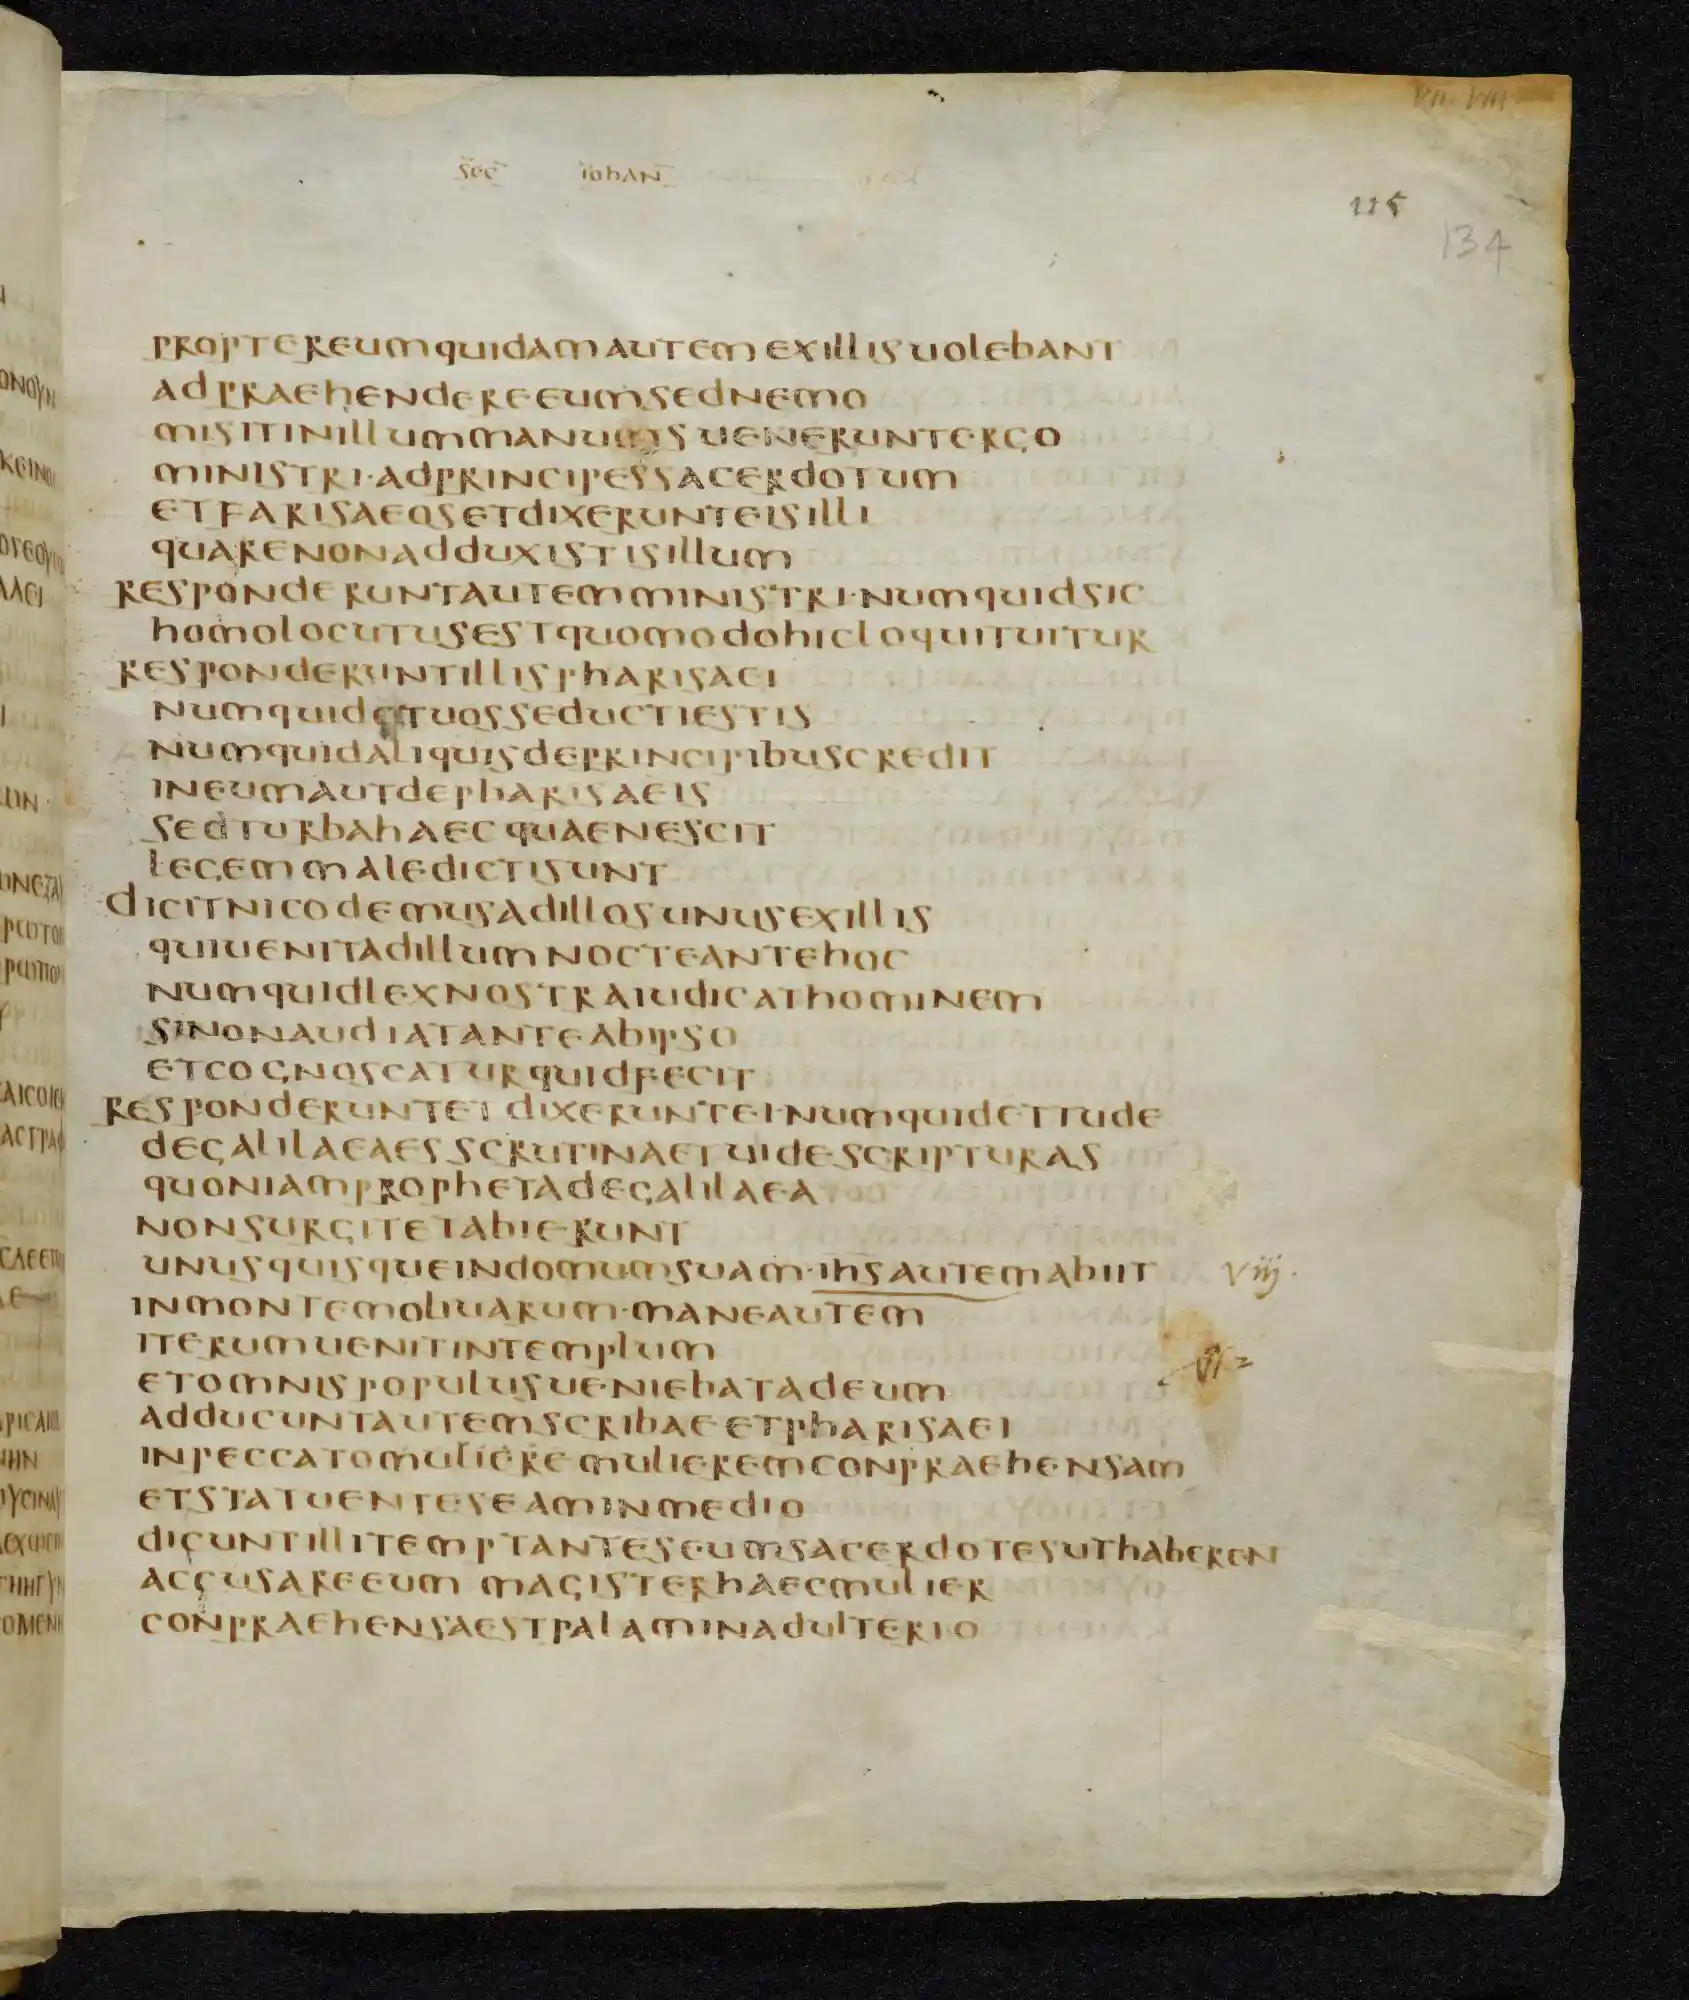 sec iohan
115
134
propter eum quidam autem ex illis uolebant
adpraehendere eum sed nemo
misit in illum manum uenerunt ergo
ministri · ad principes sacerdotum
et farisaeos et dixerunt eis illi
quare non adduxistis illum
responderunt autem ministri · numquid sic
homo locutus est quomodo hic loquituitur
responderunt illis pharisaei
numquid et uos seducti estis
numquid aliquis de principibus credit
in eum aut de pharisaeis
sed turba haec quae nescit
legem maledicti sunt
dicit nicodemus ad illos unus ex illis
qui uenit ad illum nocte ante hoc
numquid lex nostra iudicat hominem
si non audiat ante ab ipso
et cognoscatur quid fecit
responderunt et dixerunt ei · numquid et tu de
de galilaea es scrutina et uide scripturas
quoniam propheta de galilaea
non surgit et abierunt
unusquisque in domum suam · ihs autem abiit viij ·
in montem oliuarum · mane autem
iterum uenit in templum
et omnis populus ueniebat ad eum
adducunt autem scribae et pharisaei
in peccato muliere mulierem conpraehensam
et statuentes eam in medio
dicunt illi temptantes eum sacerdotes ut haberen
accusare eum magister haec mulier
conpraehensa est palam in adulterio